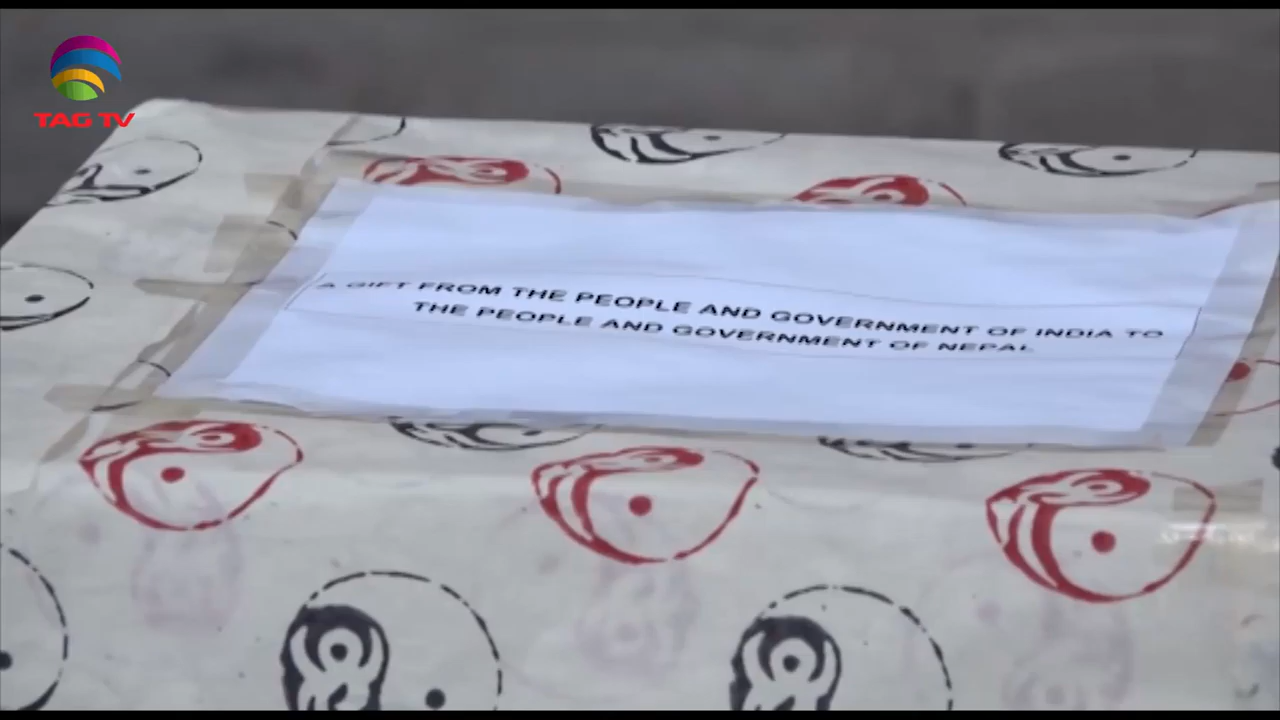 TAG TV
A GIFT FROM THE PEOPLE AND GOVERNMENT OF INDIA TO
THE PEOPLE AND GOVERNMENT OF NEPAL